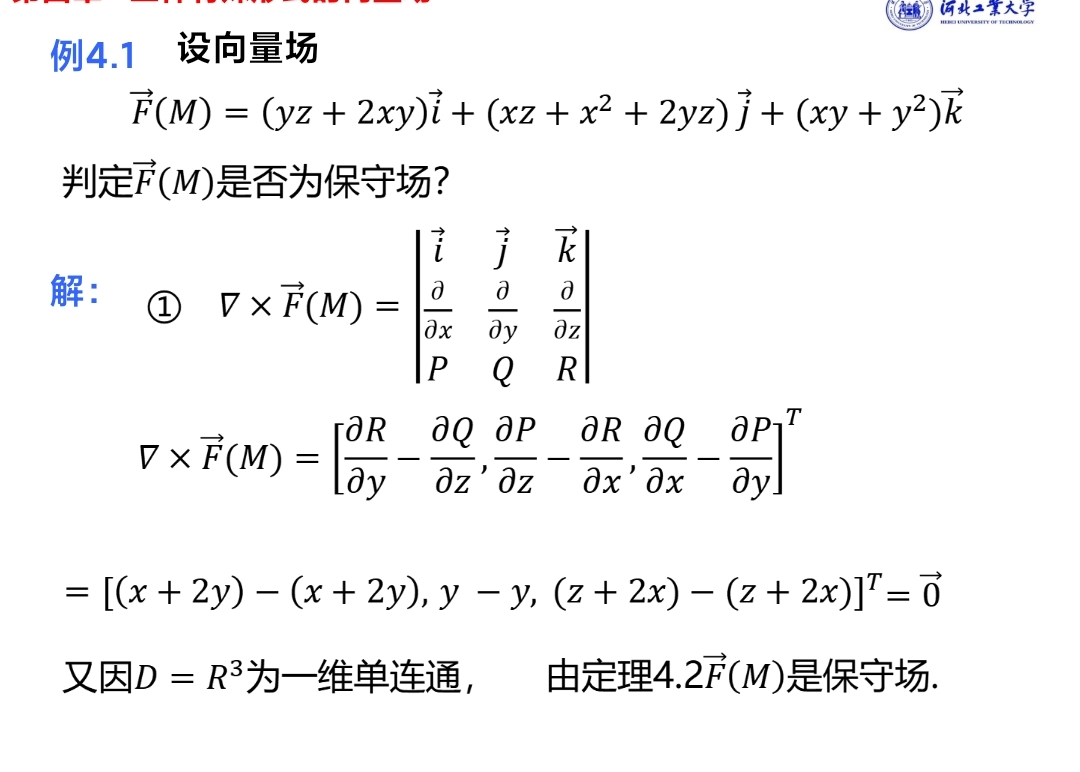 河北工業大学
HEBEI UNIVERSITY OF TECHNOLOGY
例4.1 设向量场
$\vec{F}(M) = (yz + 2xy)\vec{i} + (xz + x^2 + 2yz)\vec{j} + (xy + y^2)\vec{k}$
判定$\vec{F}(M)$是否为保守场?
解: ① $\nabla \times \vec{F}(M) = \begin{vmatrix} \vec{i} & \vec{j} & \vec{k} \\ \frac{\partial}{\partial x} & \frac{\partial}{\partial y} & \frac{\partial}{\partial z} \\ P & Q & R \end{vmatrix}$
$\nabla \times \vec{F}(M) = \left[\frac{\partial R}{\partial y} - \frac{\partial Q}{\partial z}, \frac{\partial P}{\partial z} - \frac{\partial R}{\partial x}, \frac{\partial Q}{\partial x} - \frac{\partial P}{\partial y}\right]^T$
$= [(x + 2y) - (x + 2y), y - y, (z + 2x) - (z + 2x)]^T = \vec{0}$
又因$D = R^3$为一维单连通, 由定理4.2$\vec{F}(M)$是保守场.